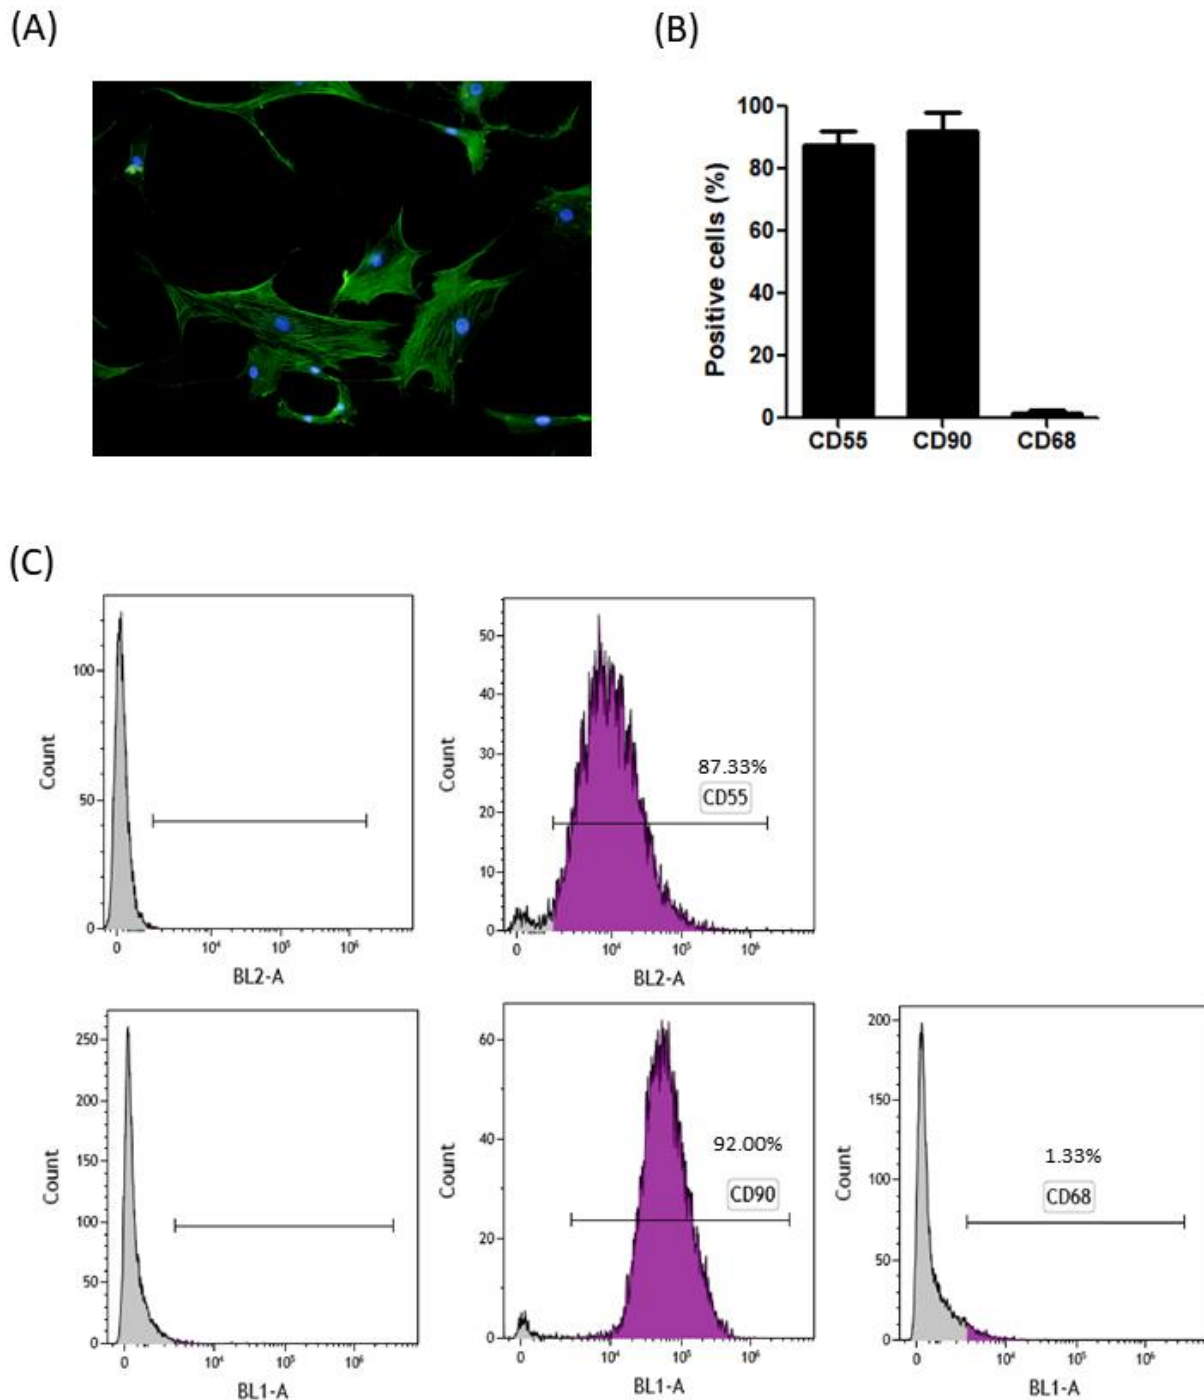 (A)
(B)
100
80
60
40
20
0
Positive cells (%)
CD55 CD90 CD68
(C)
100
50
0
Count
0 10⁴ 10⁵ 10⁶
BL2-A
50
40
30
20
10
0
Count
87.33%
CD55
0 10⁴ 10⁵ 10⁶
BL2-A
250
200
150
100
50
0
Count
0 10⁴ 10⁵ 10⁶
BL1-A
60
40
20
0
Count
92.00%
CD90
0 10⁴ 10⁵ 10⁶
BL1-A
200
150
100
50
0
Count
1.33%
CD68
0 10⁴ 10⁵ 10⁶
BL1-A